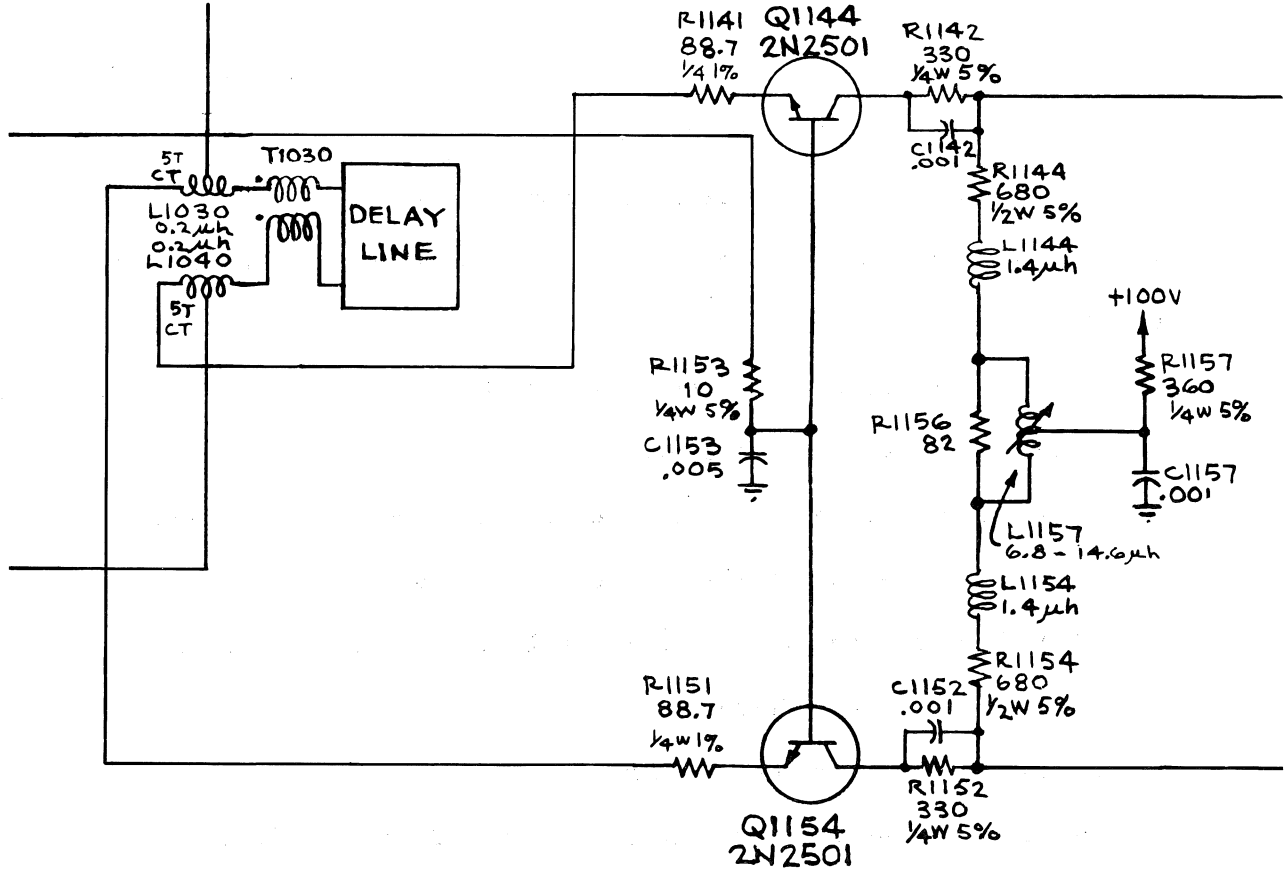 R1141
88.7
1/4 1%
Q1144
2N2501
R1142
330
1/4W 5%
C1142
.001
5T
CT
T1030
L1030
0.2μh
0.2μh
L1040
5T
CT
DELAY
LINE
R1144
680
1/2W 5%
L1144
1.4μh
+100V
R1153
10
1/4W 5%
C1153
.005
R1156
82
R1157
360
1/4W 5%
C1157
.001
L1157
6.8-14.6μh
L1154
1.4μh
R1154
680
1/2W 5%
R1151
88.7
1/4W 1%
C1152
.001
R1152
330
1/4W 5%
Q1154
2N2501